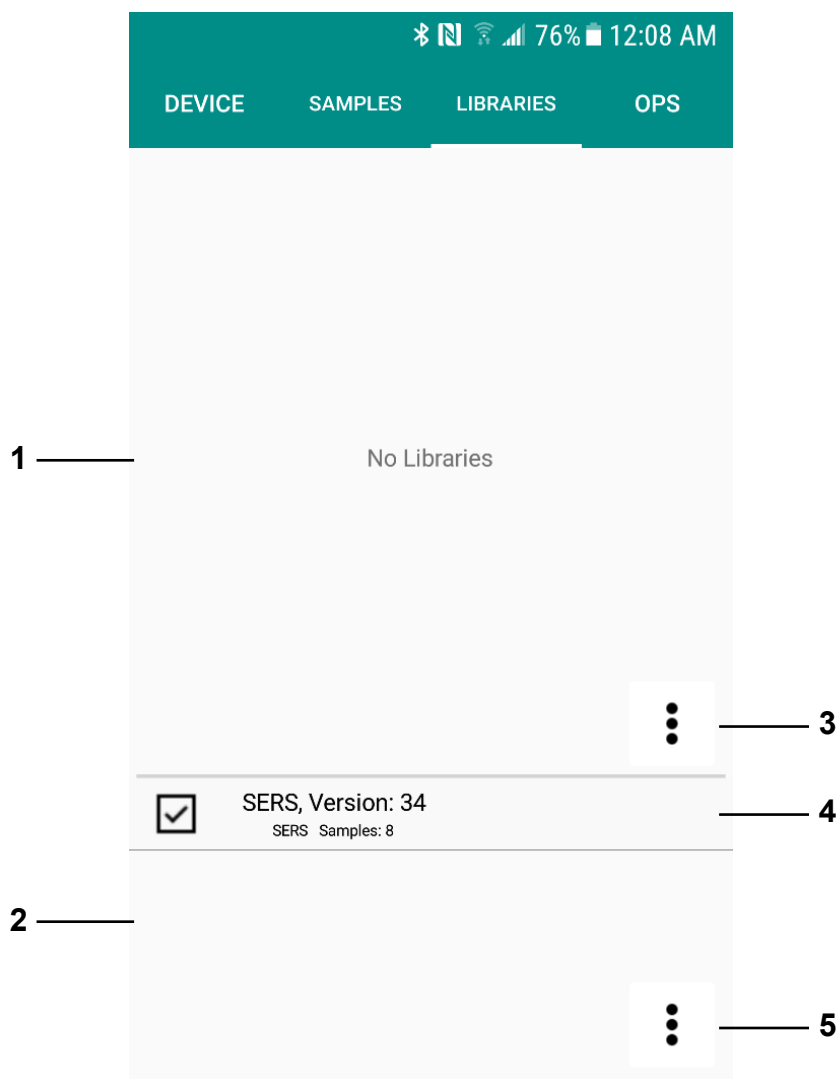 76% 12:08 AM
DEVICE SAMPLES LIBRARIES OPS
1
No Libraries
3
SERS, Version: 34
4
SERS Samples: 8
2
5